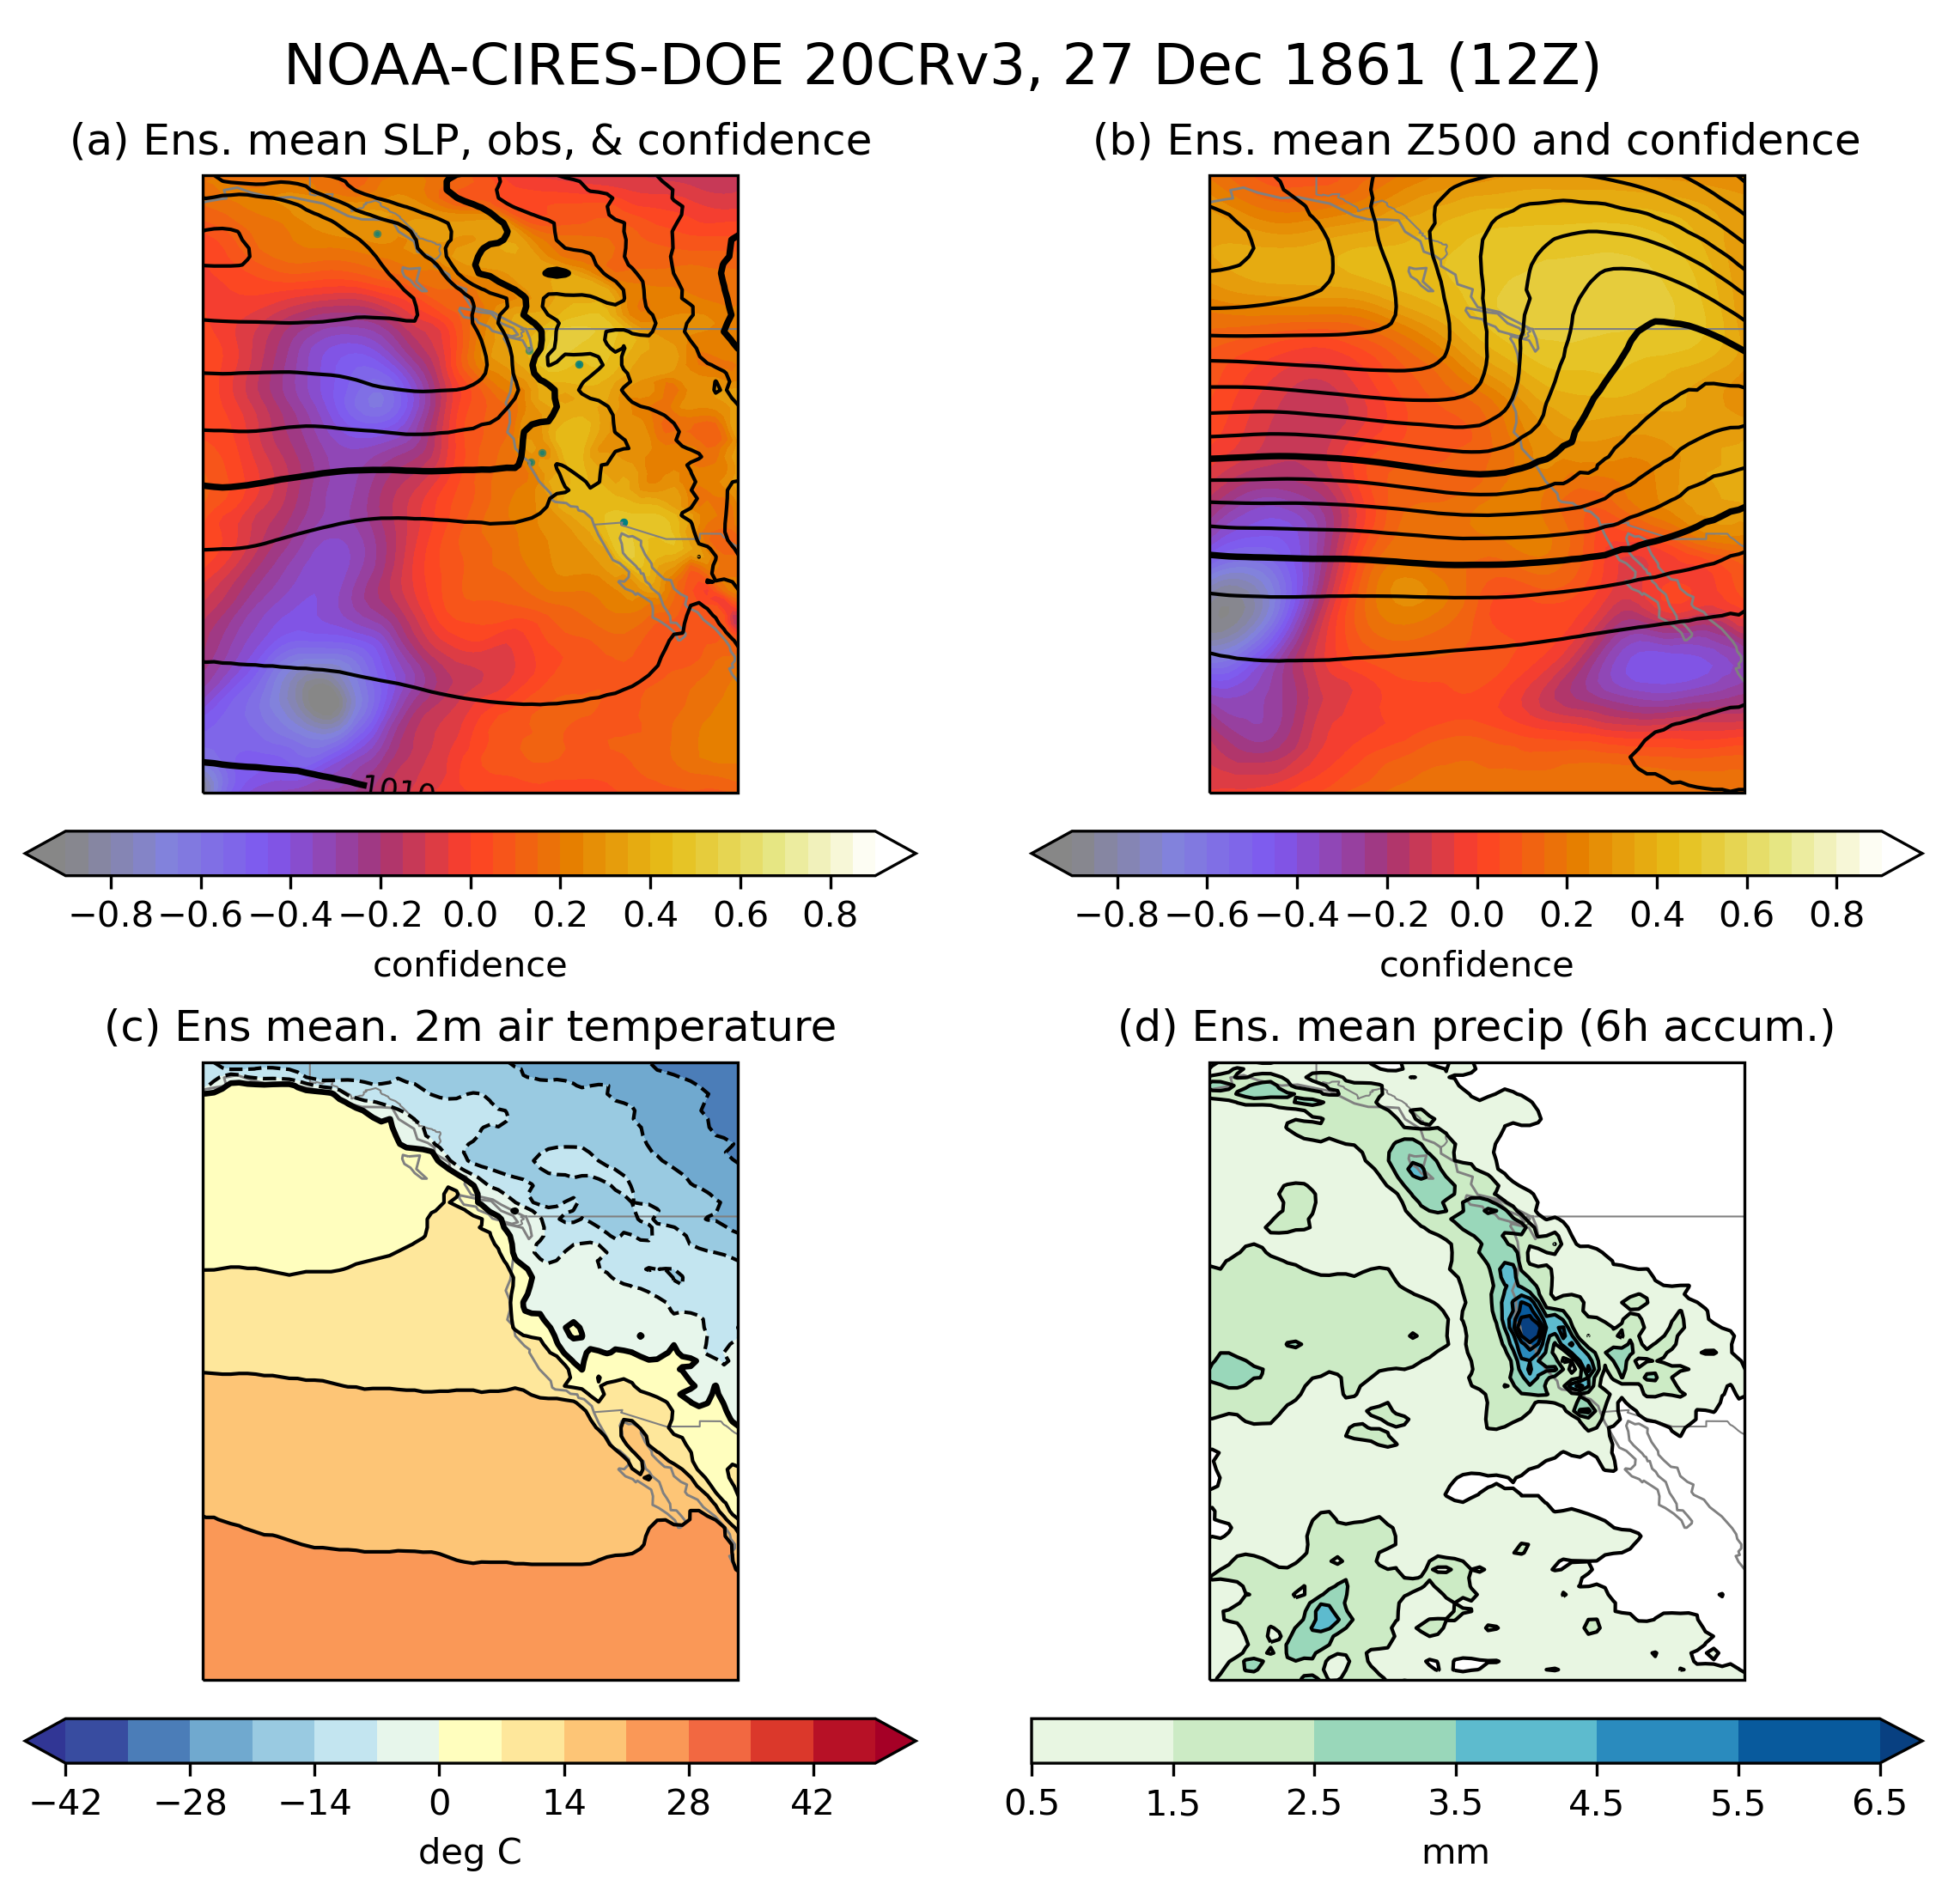 NOAA-CIRES-DOE 20CRv3, 27 Dec 1861 (12Z)
(a) Ens. mean SLP, obs, & confidence
(b) Ens. mean Z500 and confidence
1010
−0.8 −0.6 −0.4 −0.2 0.0 0.2 0.4 0.6 0.8
confidence
−0.8 −0.6 −0.4 −0.2 0.0 0.2 0.4 0.6 0.8
confidence
(c) Ens mean. 2m air temperature
(d) Ens. mean precip (6h accum.)
−42 −28 −14 0 14 28 42
deg C
0.5 1.5 2.5 3.5 4.5 5.5 6.5
mm